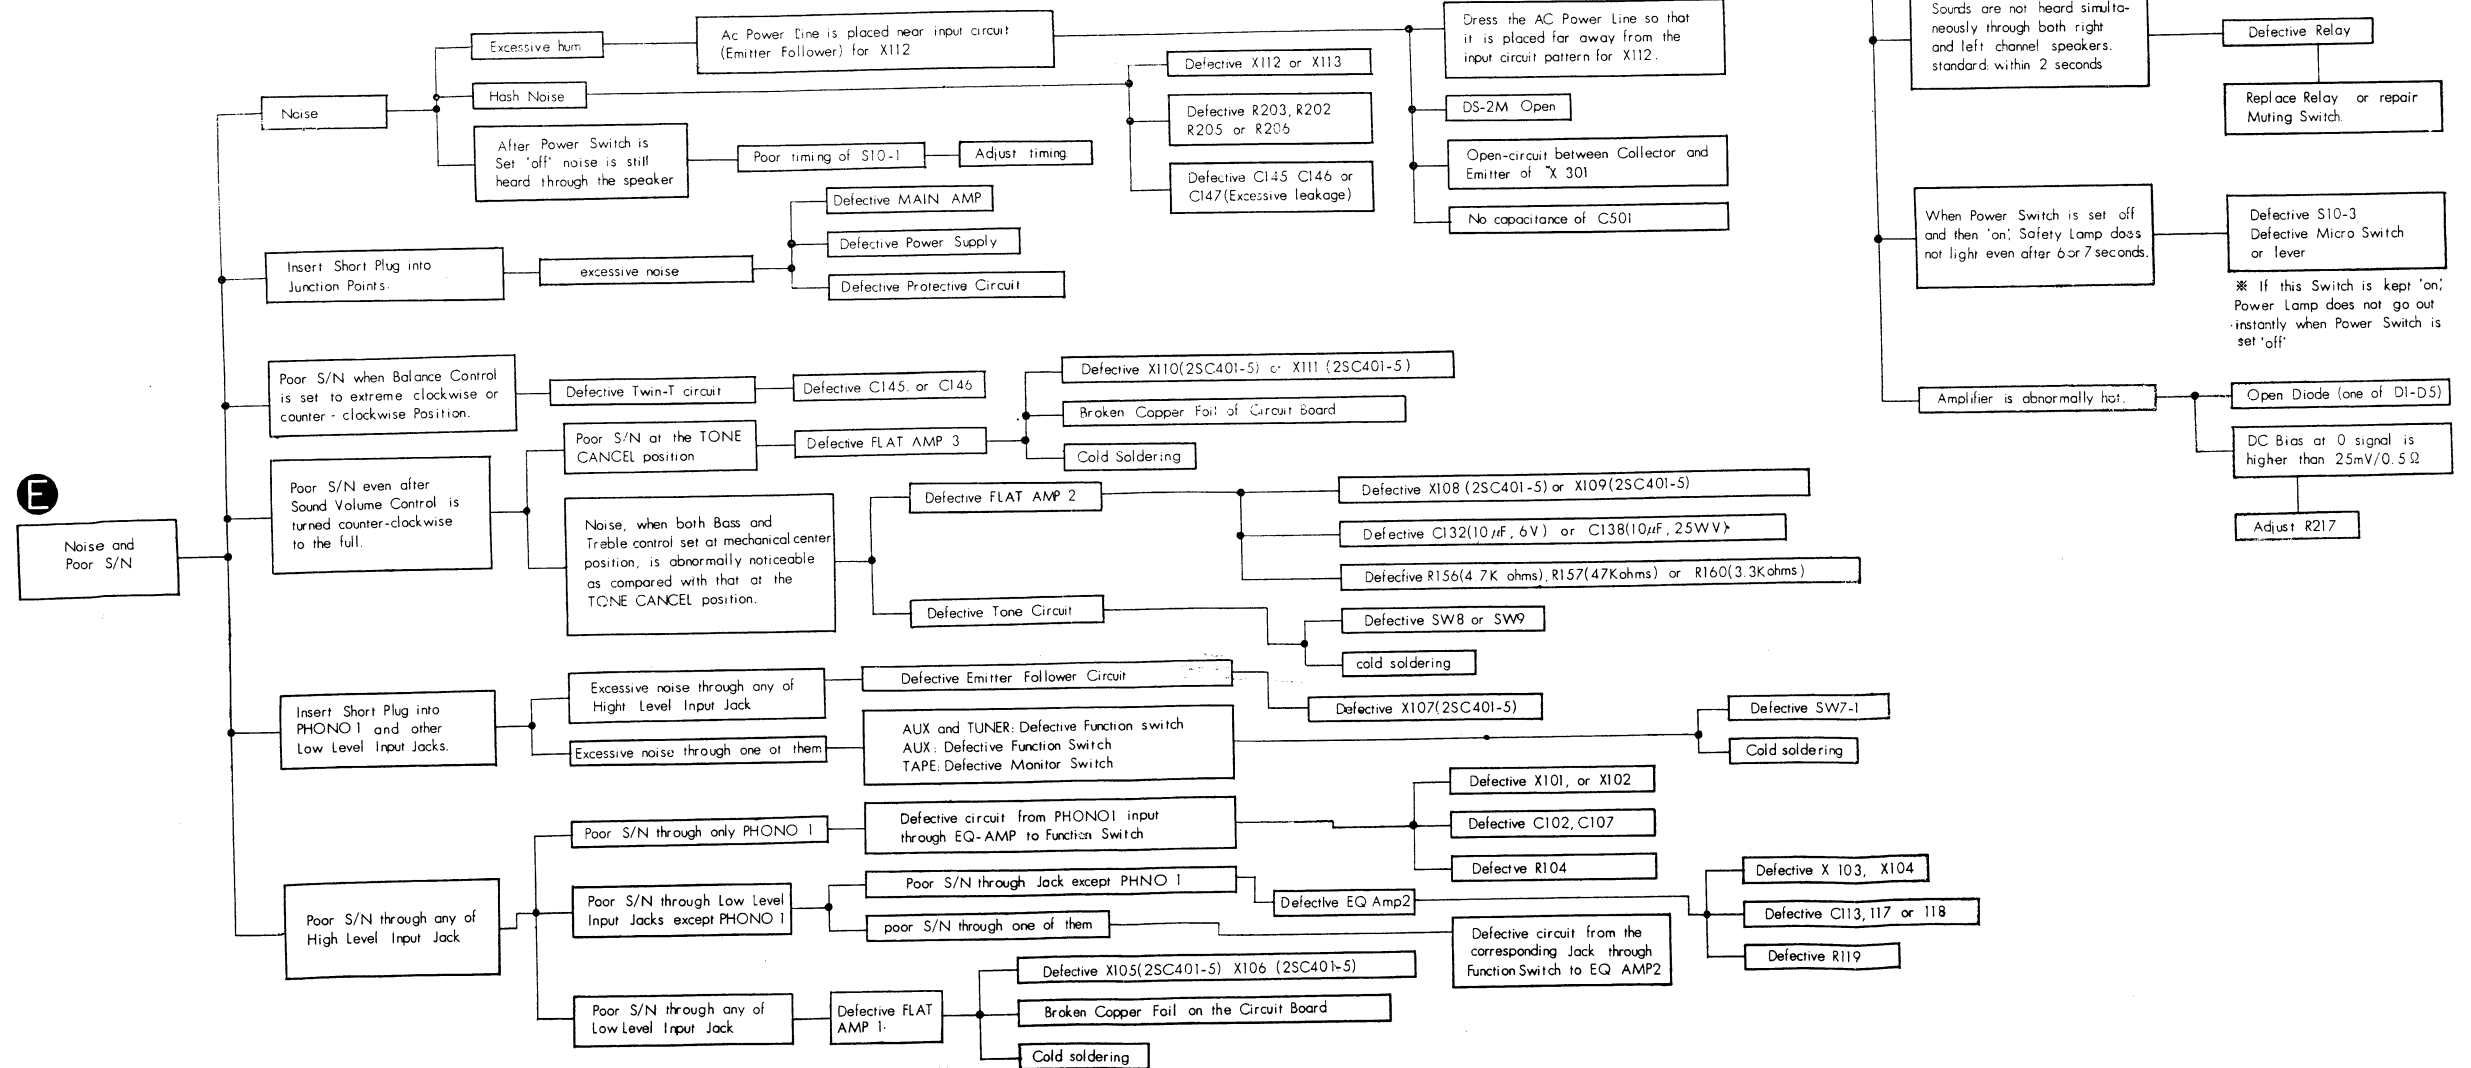 E
Noise and
Poor S/N
Noise
Excessive hum
Ac Power Line is placed near input circuit
(Emitter Follower) for X112
Dress the AC Power Line so that
it is placed far away from the
input circuit pattern for X112.
DS-2M Open
Open-circuit between Collector and
Emitter of X 301
No capacitance of C501
Hash Noise
Defective X112 or X113
Defective R203, R202
R205 or R206
Defective C145 C146 or
C147 (Excessive leakage)
After Power Switch is
Set 'off' noise is still
heard through the speaker
Poor timing of S10-1
Adjust timing.
Insert Short Plug into
Junction Points.
excessive noise
Defective MAIN AMP
Defective Power Supply
Defective Protective Circuit
Poor S/N when Balance Control
is set to extreme clockwise or
counter - clockwise Position.
Defective Twin-T circuit
Defective C145. or C146
Poor S/N even after
Sound Volume Control is
turned counter-clockwise
to the full.
Poor S/N at the TONE
CANCEL position
Defective FLAT AMP 3
Defective X110(2SC401-5) or X111 (2SC401-5)
Broken Copper Foil of Circuit Board
Cold Soldering
Noise, when both Bass and
Treble control set at mechanical center
position, is abnormally noticeable
as compared with that at the
TONE CANCEL position.
Defective FLAT AMP 2
Defective X108 (2SC401-5) or X109(2SC401-5)
Defective C132(10μF, 6V) or C138(10μF, 25WV)
Defecfive R156(4.7K ohms), R157(47Kohms) or R160(3.3Kohms)
Defective Tone Circuit
Defective SW8 or SW9
cold soldering
Insert Short Plug into
PHONO 1 and other
Low Level Input Jacks.
Excessive noise through any of
Hight Level Input Jack
Defective Emitter Follower Circuit
Defective X107(2SC401-5)
Excessive noise through one of them
AUX and TUNER: Defective Function switch
AUX: Defective Function Switch
TAPE: Defective Monitor Switch
Defective SW7-1
Cold soldering
Poor S/N through any of
High Level Input Jack
Poor S/N through only PHONO 1
Defective circuit from PHONO1 input
through EQ-AMP to Function Switch
Defective X101, or X102
Defective C102, C107
Defectve R104
Poor S/N through Low Level
Input Jacks except PHONO 1
Poor S/N through Jack except PHNO 1
Defective EQ Amp2
Defective X 103, X104
Defective C113, 117 or 118
Defective R119
poor S/N through one of them
Defective circuit from the
corresponding Jack through
Function Switch to EQ AMP2
Poor S/N through any of
Low Level Input Jack
Defective FLAT
AMP 1.
Defective X105(2SC401-5) X106 (2SC401-5)
Broken Copper Foil on the Circuit Board
Cold soldering
Sounds are not heard simulta-
neously through both right
and left channel speakers.
standard: within 2 seconds
Defective Relay
Replace Relay or repair
Muting Switch.
When Power Switch is set off
and then 'on', Safety Lamp does
not light even after 6 or 7 seconds.
Defective S10-3
Defective Micro Switch
or lever
※ If this Switch is kept 'on',
Power Lamp does not go out
instantly when Power Switch is
set 'off'
Amplifier is abnormally hot.
Open Diode (one of D1-D5)
DC Bias at 0 signal is
higher than 25mV/0.5Ω
Adjust R217